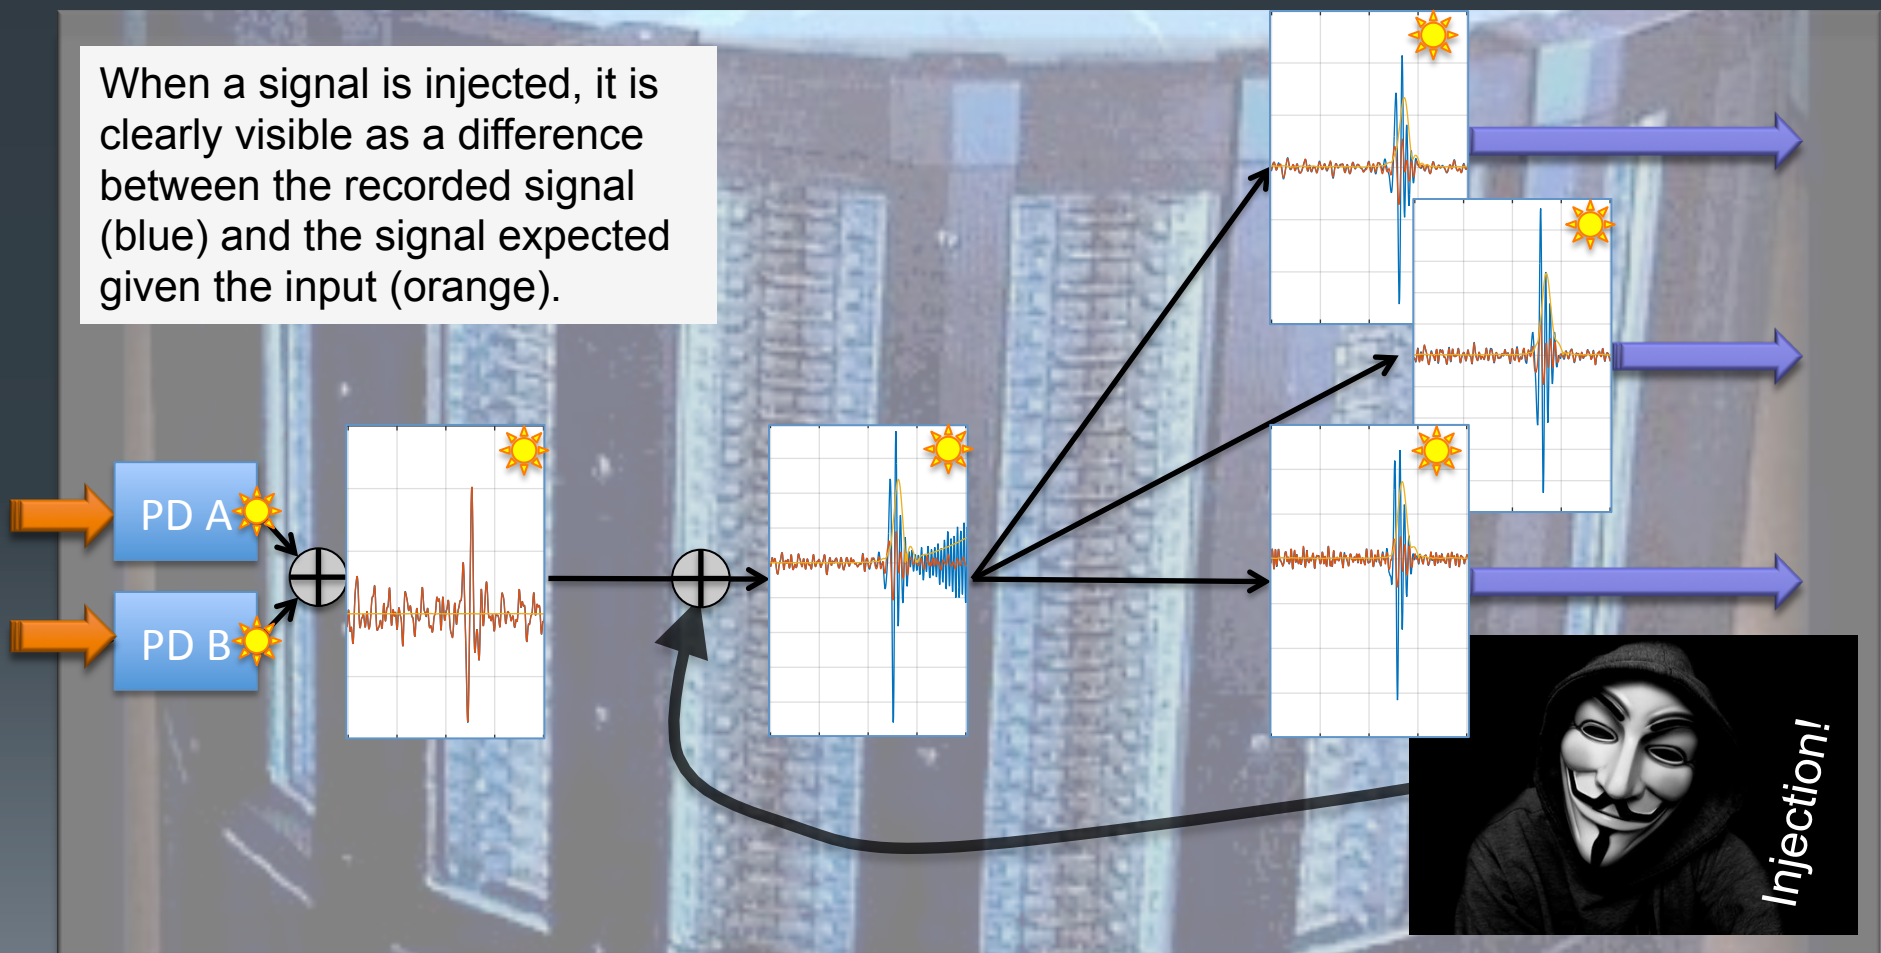 When a signal is injected, it is
clearly visible as a difference
between the recorded signal
(blue) and the signal expected
given the input (orange).
PD A
PD B
Injection!